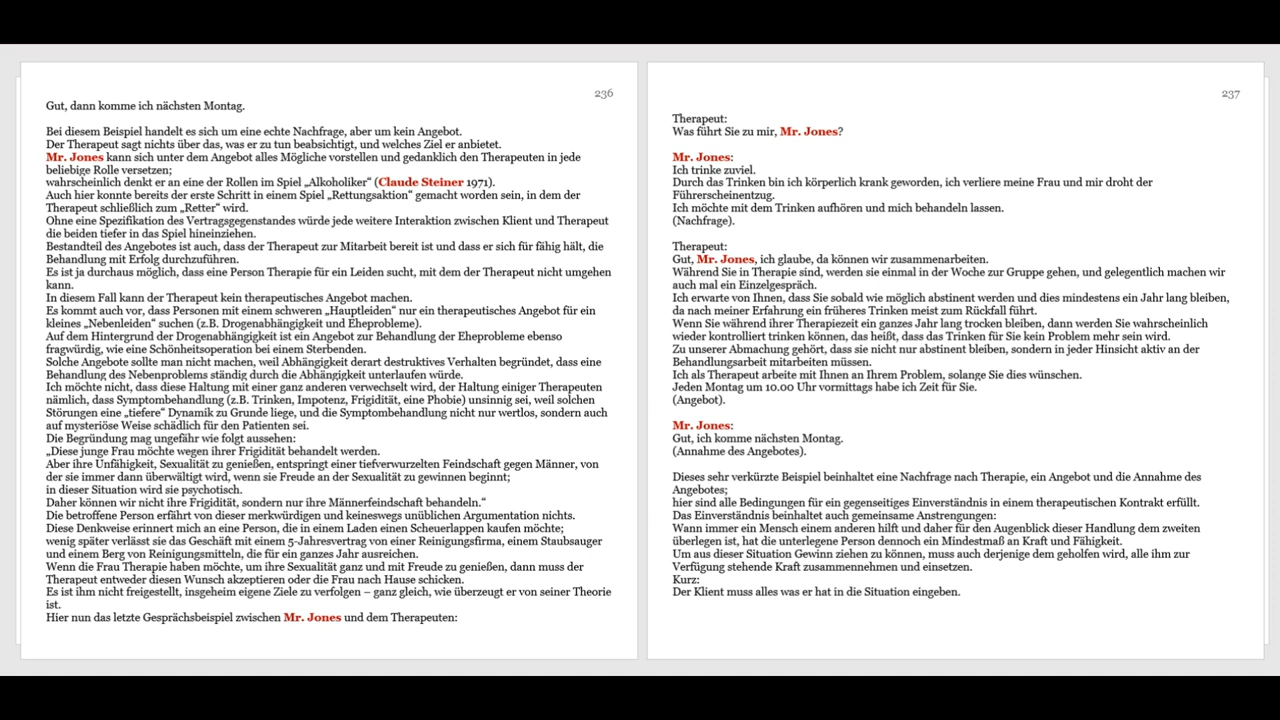 236
Gut, dann komme ich nächsten Montag.
Bei diesem Beispiel handelt es sich um eine echte Nachfrage, aber um kein Angebot.
Der Therapeut sagt nichts über das, was er zu tun beabsichtigt, und welches Ziel er anbietet.
Mr. Jones kann sich unter dem Angebot alles Mögliche vorstellen und gedanklich den Therapeuten in jede
beliebige Rolle versetzen;
wahrscheinlich denkt er an eine der Rollen im Spiel „Alkoholiker“ (Claude Steiner 1971).
Auch hier konnte bereits der erste Schritt in einem Spiel „Rettungsaktion“ gemacht worden sein, in dem der
Therapeut schließlich zum „Retter“ wird.
Ohne eine Spezifikation des Vertragsgegenstandes würde jede weitere Interaktion zwischen Klient und Therapeut
die beiden tiefer in das Spiel hineinziehen.
Bestandteil des Angebotes ist auch, dass der Therapeut zur Mitarbeit bereit ist und dass er sich für fähig hält, die
Behandlung mit Erfolg durchzuführen.
Es ist ja durchaus möglich, dass eine Person Therapie für ein Leiden sucht, mit dem der Therapeut nicht umgehen
kann.
In diesem Fall kann der Therapeut kein therapeutisches Angebot machen.
Es kommt auch vor, dass Personen mit einem schweren „Hauptleiden“ nur ein therapeutisches Angebot für ein
kleines „Nebenleiden“ suchen (z.B. Drogenabhängigkeit und Eheprobleme).
Auf dem Hintergrund der Drogenabhängigkeit ist ein Angebot zur Behandlung der Eheprobleme ebenso
fragwürdig, wie eine Schönheitsoperation bei einem Sterbenden.
Solche Angebote sollte man nicht machen, weil Abhängigkeit derart destruktives Verhalten begründet, dass eine
Behandlung des Nebenproblems ständig durch die Abhängigkeit unterlaufen würde.
Ich möchte nicht, dass diese Haltung mit einer ganz anderen verwechselt wird, der Haltung einiger Therapeuten
nämlich, dass Symptombehandlung (z.B. Trinken, Impotenz, Frigidität, eine Phobie) unsinnig sei, weil solchen
Störungen eine „tiefere“ Dynamik zu Grunde liege, und die Symptombehandlung nicht nur wertlos, sondern auch
auf mysteriöse Weise schädlich für den Patienten sei.
Die Begründung mag ungefähr wie folgt aussehen:
„Diese junge Frau möchte wegen ihrer Frigidität behandelt werden.
Aber ihre Unfähigkeit, Sexualität zu genießen, entspringt einer tiefverwurzelten Feindschaft gegen Männer, von
der sie immer dann überwältigt wird, wenn sie Freude an der Sexualität zu gewinnen beginnt;
in dieser Situation wird sie psychotisch.
Daher können wir nicht ihre Frigidität, sondern nur ihre Männerfeindschaft behandeln.“
Die betroffene Person erfährt von dieser merkwürdigen und keineswegs unüblichen Argumentation nichts.
Diese Denkweise erinnert mich an eine Person, die in einem Laden einen Scheuerlappen kaufen möchte;
wenig später verlässt sie das Geschäft mit einem 5-Jahresvertrag von einer Reinigungsfirma, einem Staubsauger
und einem Berg von Reinigungsmitteln, die für ein ganzes Jahr ausreichen.
Wenn die Frau Therapie haben möchte, um ihre Sexualität ganz und mit Freude zu genießen, dann muss der
Therapeut entweder diesen Wunsch akzeptieren oder die Frau nach Hause schicken.
Es ist ihm nicht freigestellt, insgeheim eigene Ziele zu verfolgen – ganz gleich, wie überzeugt er von seiner Theorie
ist.
Hier nun das letzte Gesprächsbeispiel zwischen Mr. Jones und dem Therapeuten:
237
Therapeut:
Was führt Sie zu mir, Mr. Jones?
Mr. Jones:
Ich trinke zuviel.
Durch das Trinken bin ich körperlich krank geworden, ich verliere meine Frau und mir droht der
Führerscheinentzug.
Ich möchte mit dem Trinken aufhören und mich behandeln lassen.
(Nachfrage).
Therapeut:
Gut, Mr. Jones, ich glaube, da können wir zusammenarbeiten.
Während Sie in Therapie sind, werden sie einmal in der Woche zur Gruppe gehen, und gelegentlich machen wir
auch mal ein Einzelgespräch.
Ich erwarte von Ihnen, dass Sie sobald wie möglich abstinent werden und dies mindestens ein Jahr lang bleiben,
da nach meiner Erfahrung ein früheres Trinken meist zum Rückfall führt.
Wenn Sie während ihrer Therapiezeit ein ganzes Jahr lang trocken bleiben, dann werden Sie wahrscheinlich
wieder kontrolliert trinken können, das heißt, dass das Trinken für Sie kein Problem mehr sein wird.
Zu unserer Abmachung gehört, dass sie nicht nur abstinent bleiben, sondern in jeder Hinsicht aktiv an der
Behandlungsarbeit mitarbeiten müssen.
Ich als Therapeut arbeite mit Ihnen an Ihrem Problem, solange Sie dies wünschen.
Jeden Montag um 10.00 Uhr vormittags habe ich Zeit für Sie.
(Angebot).
Mr. Jones:
Gut, ich komme nächsten Montag.
(Annahme des Angebotes).
Dieses sehr verkürzte Beispiel beinhaltet eine Nachfrage nach Therapie, ein Angebot und die Annahme des
Angebotes;
hier sind alle Bedingungen für ein gegenseitiges Einverständnis in einem therapeutischen Kontrakt erfüllt.
Das Einverständnis beinhaltet auch gemeinsame Anstrengungen:
Wann immer ein Mensch einem anderen hilft und daher für den Augenblick dieser Handlung dem zweiten
überlegen ist, hat die unterlegene Person dennoch ein Mindestmaß an Kraft und Fähigkeit.
Um aus dieser Situation Gewinn ziehen zu können, muss auch derjenige dem geholfen wird, alle ihm zur
Verfügung stehende Kraft zusammennehmen und einsetzen.
Kurz:
Der Klient muss alles was er hat in die Situation eingeben.